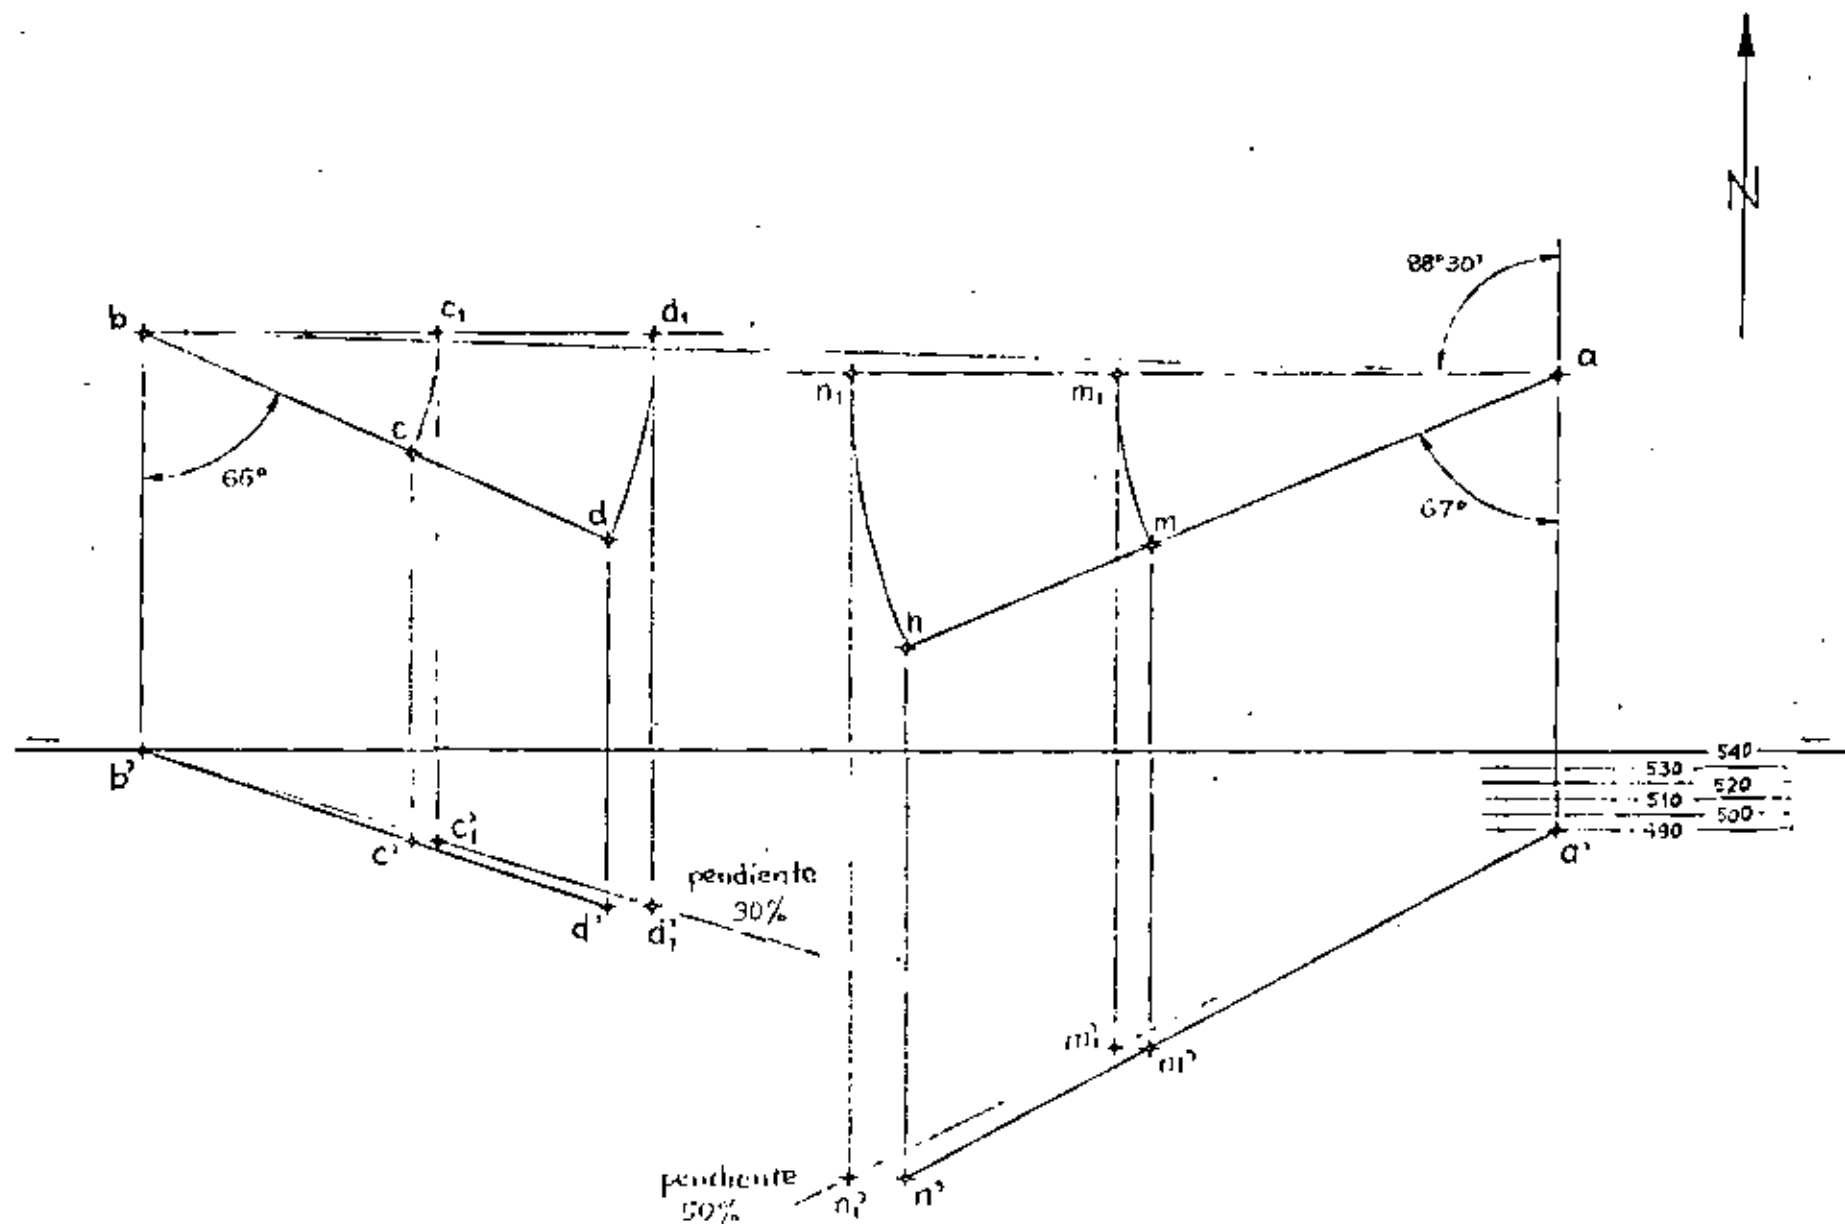 N
88°30'
b
c₁
d₁
a
n₁
m₁
c
66°
d
m
67°
h
540
b'
530
520
510
500
490
c'
c'₁
a'
pendiente
30%
d'
d'₁
m'₁
m'
pendiente
50%
n'₁
n'